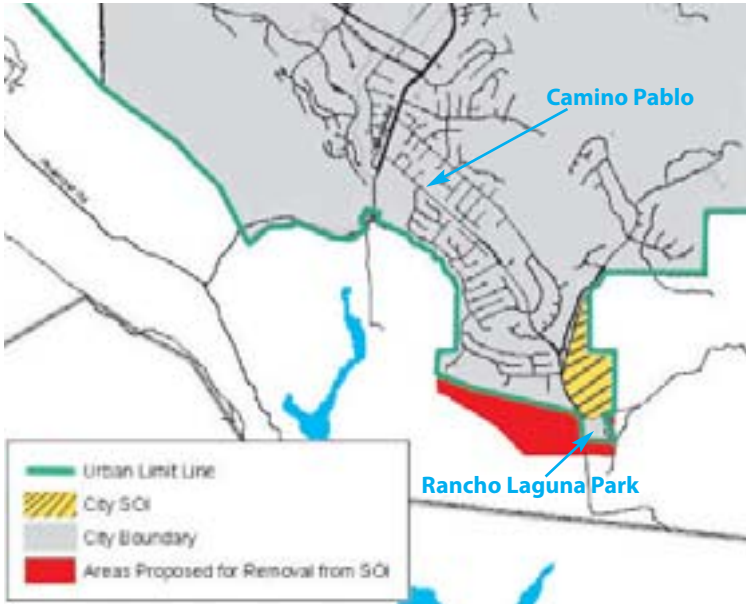 Camino Pablo
Rancho Laguna Park
Urban Limit Line
City SOI
City Boundary
Areas Proposed for Removal from SOI